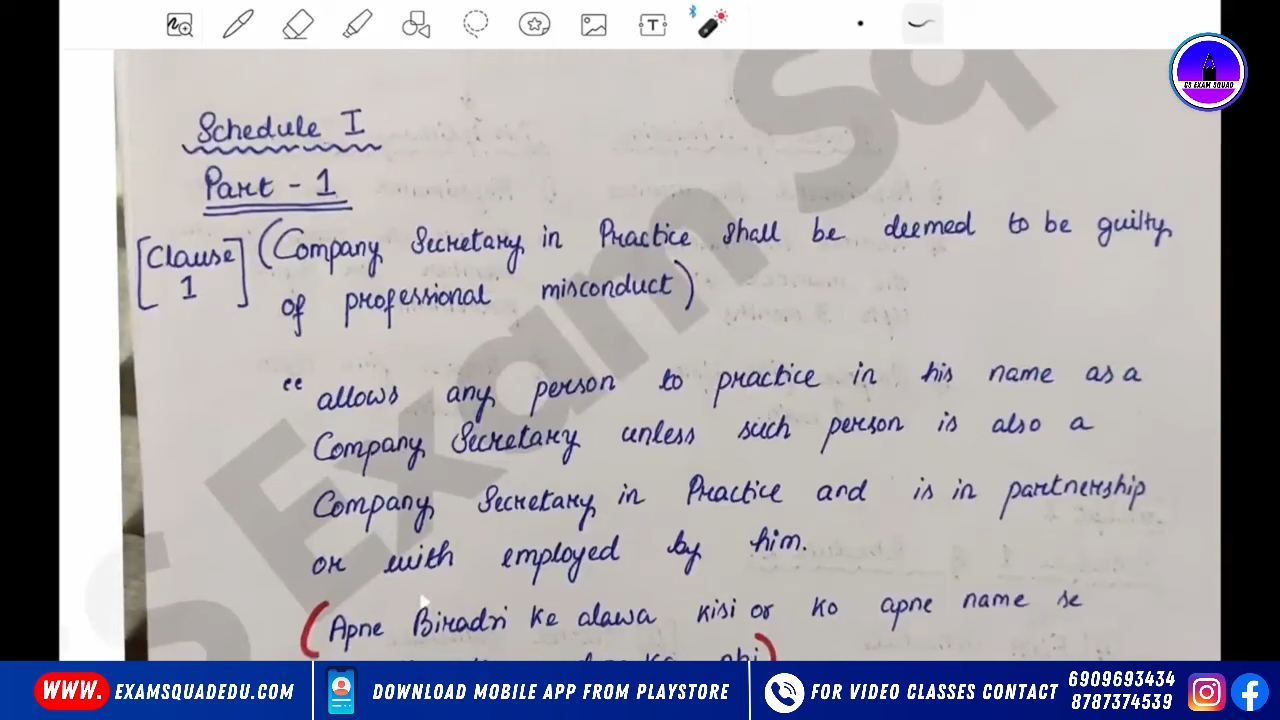 CS EXAM SQUAD
Schedule I
Part - 1
[Clause 1] (Company Secretary in Practice shall be deemed to be guilty
of professional misconduct)
“ allows any person to practice in his name as a
Company Secretary unless such person is also a
Company Secretary in Practice and is in partnership
or with employed by him.
(Apne Biradri ke alawa kisi or ko apne name se
S Exam Sq
WWW. EXAMSQUADEDU.COM
DOWNLOAD MOBILE APP FROM PLAYSTORE
FOR VIDEO CLASSES CONTACT
6909693434
8787374539